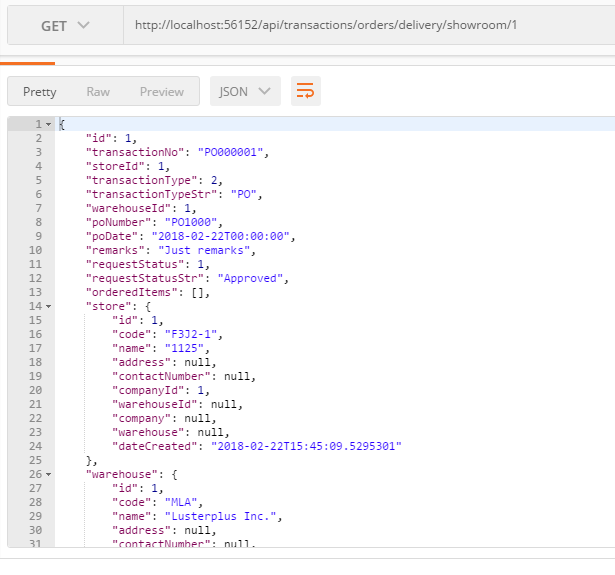 GET http://localhost:56152/api/transactions/orders/delivery/showroom/1
Pretty Raw Preview JSON
1 {
2 "id": 1,
3 "transactionNo": "PO000001",
4 "storeId": 1,
5 "transactionType": 2,
6 "transactionTypeStr": "PO",
7 "warehouseId": 1,
8 "poNumber": "PO1000",
9 "poDate": "2018-02-22T00:00:00",
10 "remarks": "Just remarks",
11 "requestStatus": 1,
12 "requestStatusStr": "Approved",
13 "orderedItems": [],
14 "store": {
15 "id": 1,
16 "code": "F3J2-1",
17 "name": "1125",
18 "address": null,
19 "contactNumber": null,
20 "companyId": 1,
21 "warehouseId": null,
22 "company": null,
23 "warehouse": null,
24 "dateCreated": "2018-02-22T15:45:09.5295301"
25 },
26 "warehouse": {
27 "id": 1,
28 "code": "MLA",
29 "name": "Lusterplus Inc.",
30 "address": null,
31 "contactNumber": null,